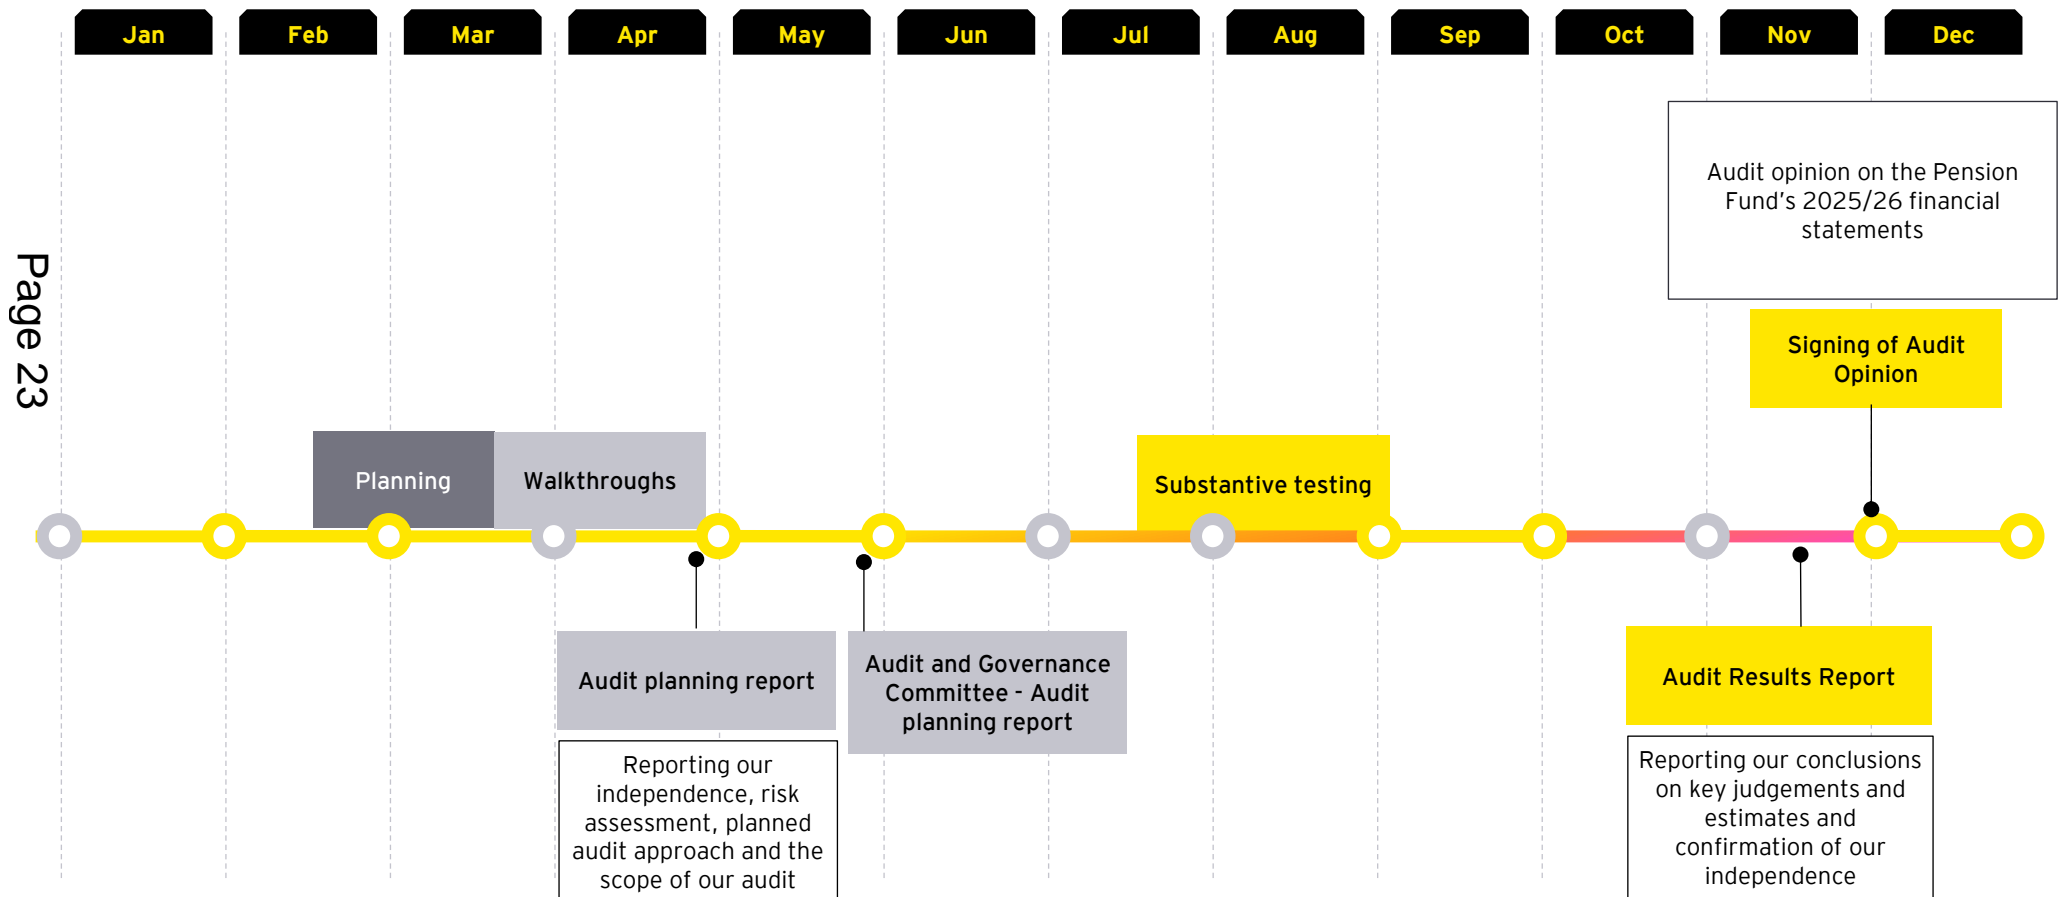 Jan Feb Mar Apr May Jun Jul Aug Sep Oct Nov Dec
Audit opinion on the Pension
Fund's 2025/26 financial
statements
Page 23
Signing of Audit
Opinion
Planning
Walkthroughs
Substantive testing
Audit planning report
Reporting our
independence, risk
assessment, planned
audit approach and the
scope of our audit
Audit and Governance
Committee - Audit
planning report
Audit Results Report
Reporting our conclusions
on key judgements and
estimates and
confirmation of our
independence